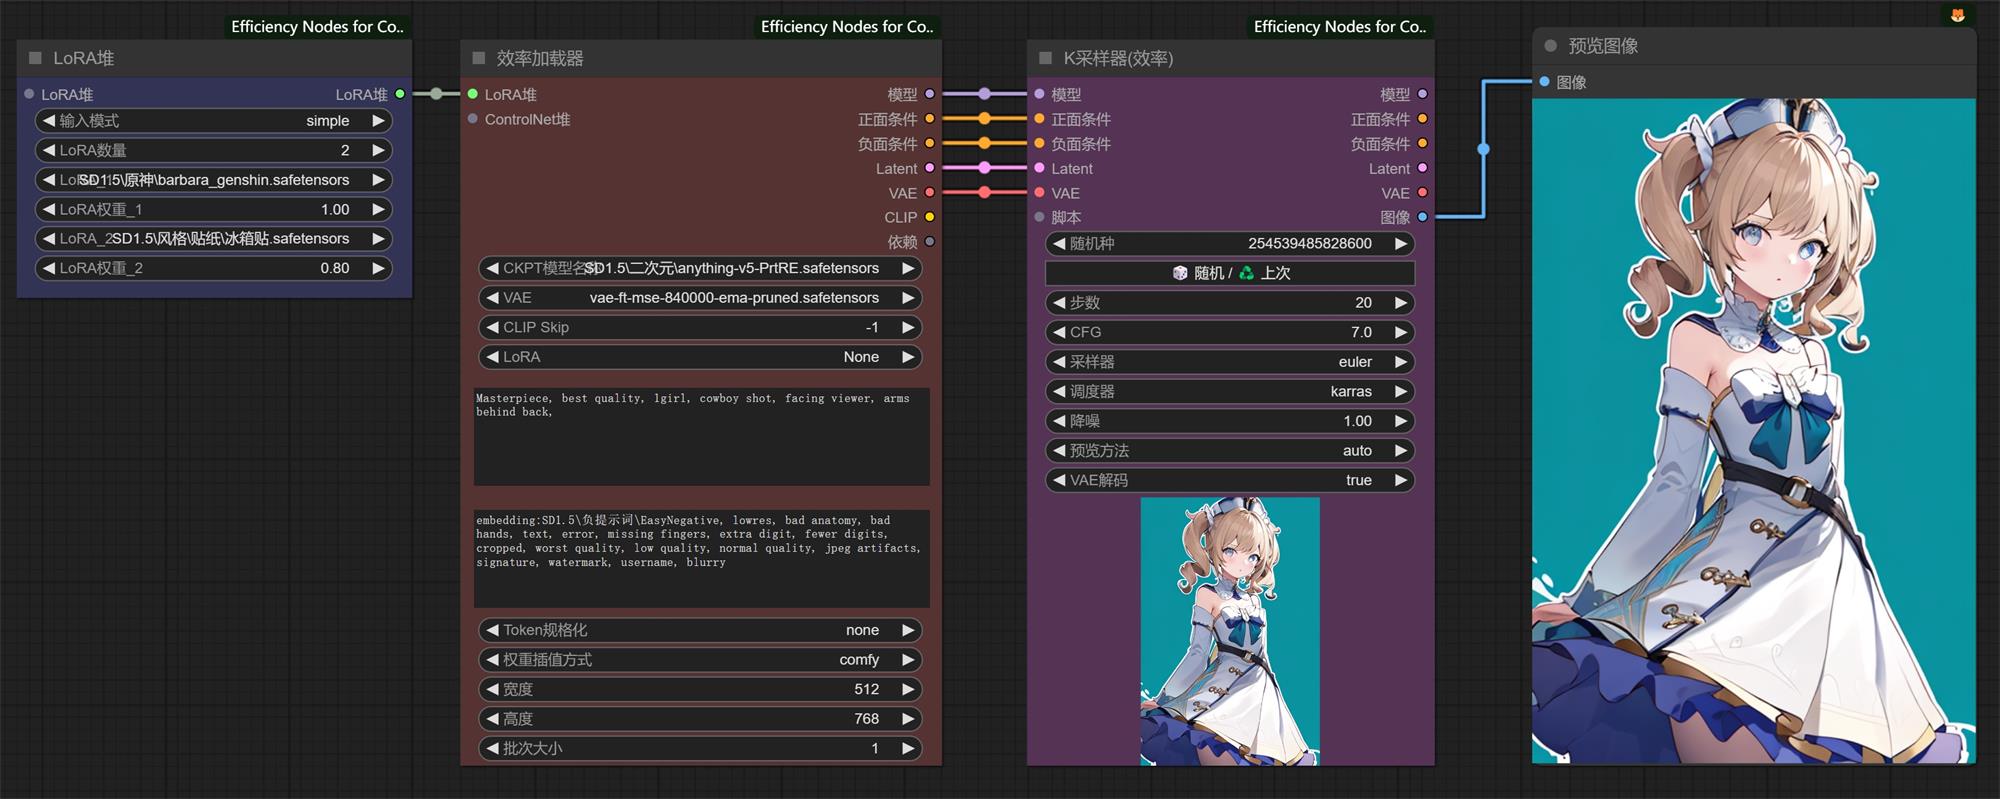 Efficiency Nodes for Co..
LoRA堆
LoRA堆 LoRA堆
输入模式 simple
LoRA数量 2
SD1.5\原神\barbara_genshin.safetensors
LoRA权重_1 1.00
LoRA_2 SD1.5\风格\贴纸\冰箱贴.safetensors
LoRA权重_2 0.80
Efficiency Nodes for Co..
效率加载器
LoRA堆 模型
ControlNet堆 正面条件
负面条件
Latent
VAE
CLIP
依赖
CKPT模型名称 SD1.5\二次元\anything-v5-PrtRE.safetensors
VAE vae-ft-mse-840000-ema-pruned.safetensors
CLIP Skip -1
LoRA None
Masterpiece, best quality, 1girl, cowboy shot, facing viewer, arms
behind back,
embedding:SD1.5\负提示词\EasyNegative, lowres, bad anatomy, bad
hands, text, error, missing fingers, extra digit, fewer digits,
cropped, worst quality, low quality, normal quality, jpeg artifacts,
signature, watermark, username, blurry
Token规格化 none
权重插值方式 comfy
宽度 512
高度 768
批次大小 1
Efficiency Nodes for Co..
K采样器(效率)
模型 模型
正面条件 正面条件
负面条件 负面条件
Latent Latent
VAE VAE
脚本 图像
随机种 254539485828600
随机 / 上次
步数 20
CFG 7.0
采样器 euler
调度器 karras
降噪 1.00
预览方法 auto
VAE解码 true
预览图像
图像